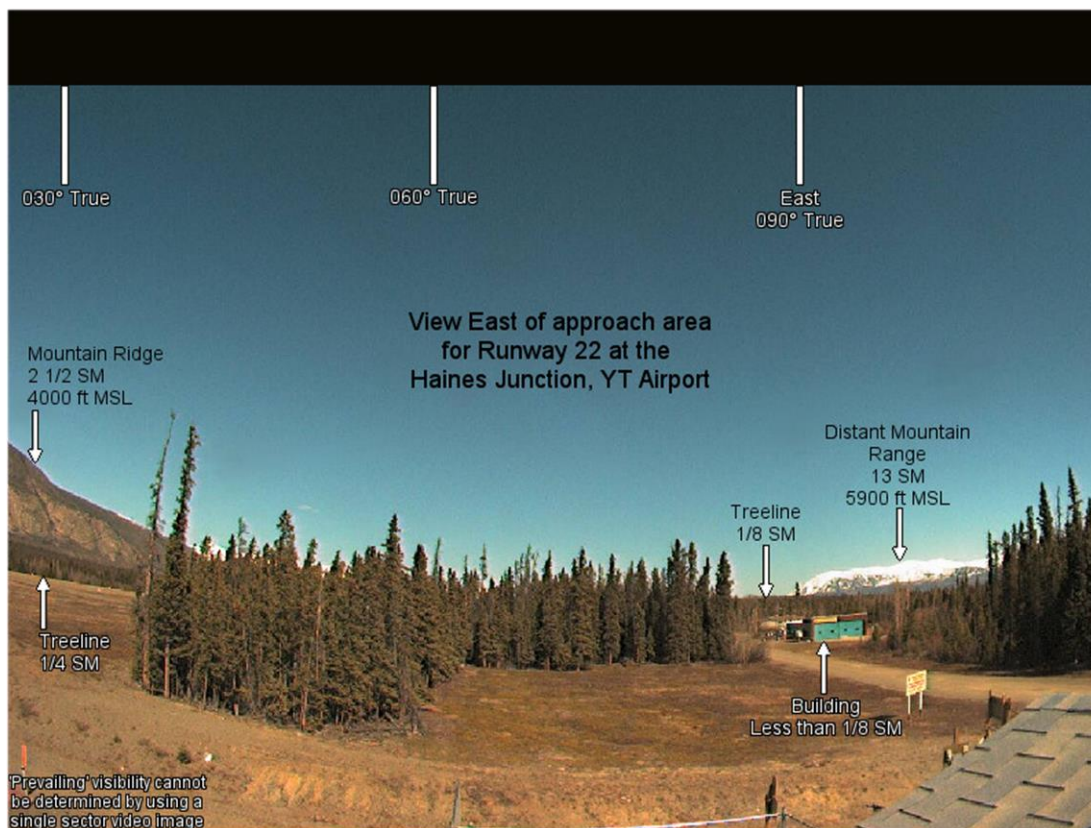 030° True
060° True
East
090° True
View East of approach area
for Runway 22 at the
Haines Junction, YT Airport
Mountain Ridge
2 1/2 SM
4000 ft MSL
Distant Mountain
Range
13 SM
5900 ft MSL
Treeline
1/8 SM
Treeline
1/4 SM
Building
Less than 1/8 SM
'Prevailing' visibility cannot
be determined by using a
single sector video image